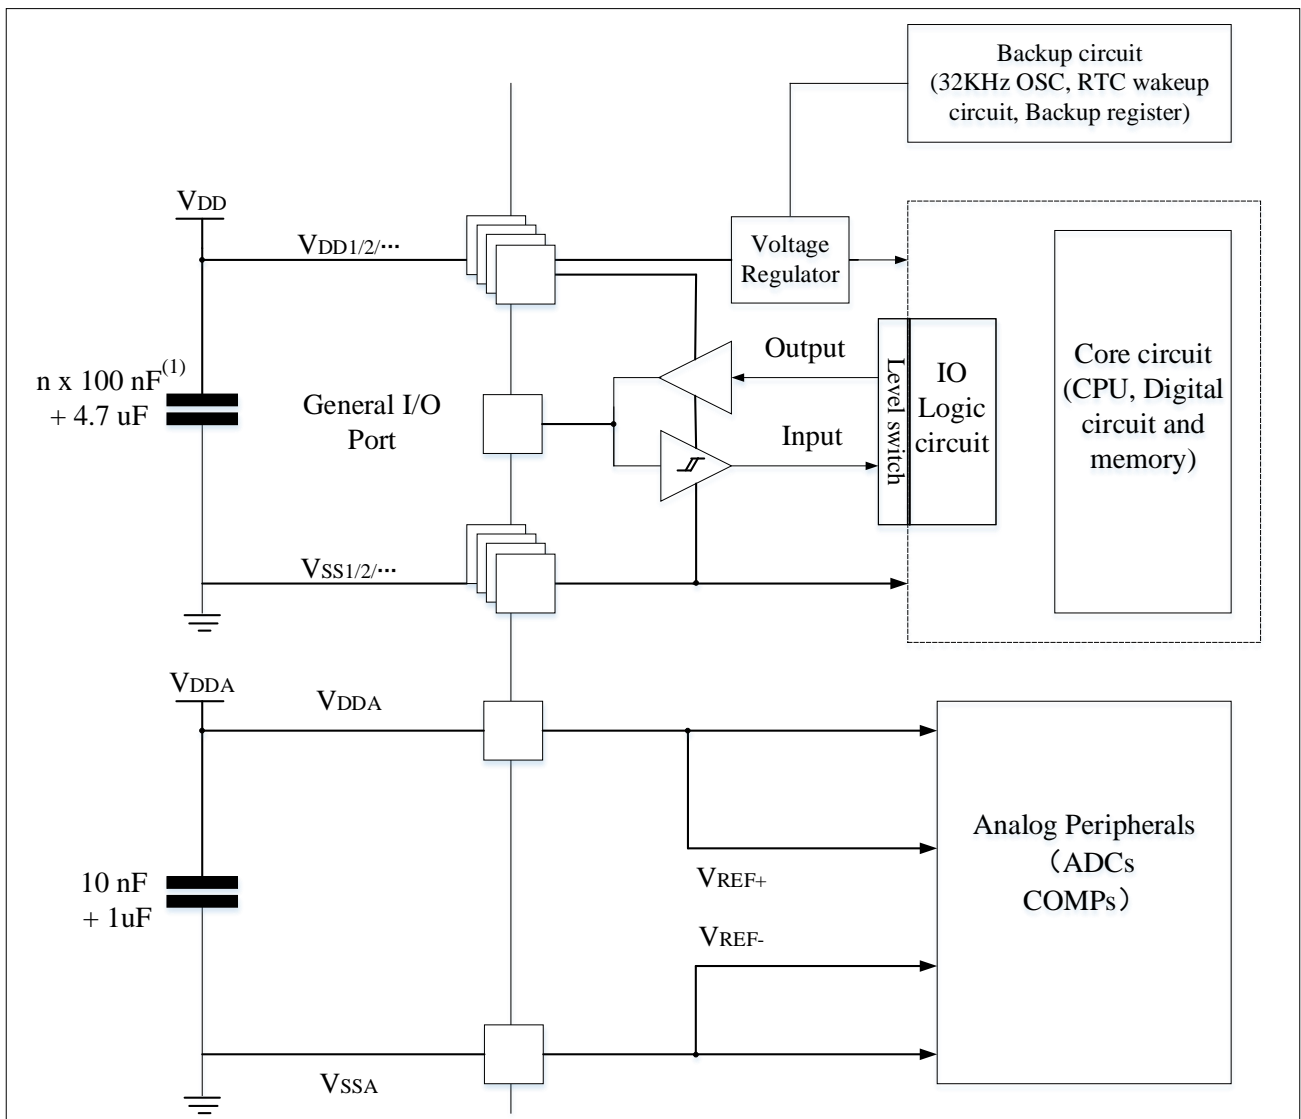 Backup circuit
(32KHz OSC, RTC wakeup
circuit, Backup register)
VDD
VDD1/2/···
Voltage
Regulator
n x 100 nF(1)
+ 4.7 uF
General I/O
Port
Output
Input
Level switch
IO
Logic
circuit
Core circuit
(CPU, Digital
circuit and
memory)
VSS1/2/···
VDDA
VDDA
10 nF
+ 1uF
VREF+
VREF-
Analog Peripherals
（ADCs
COMPs）
VSSA